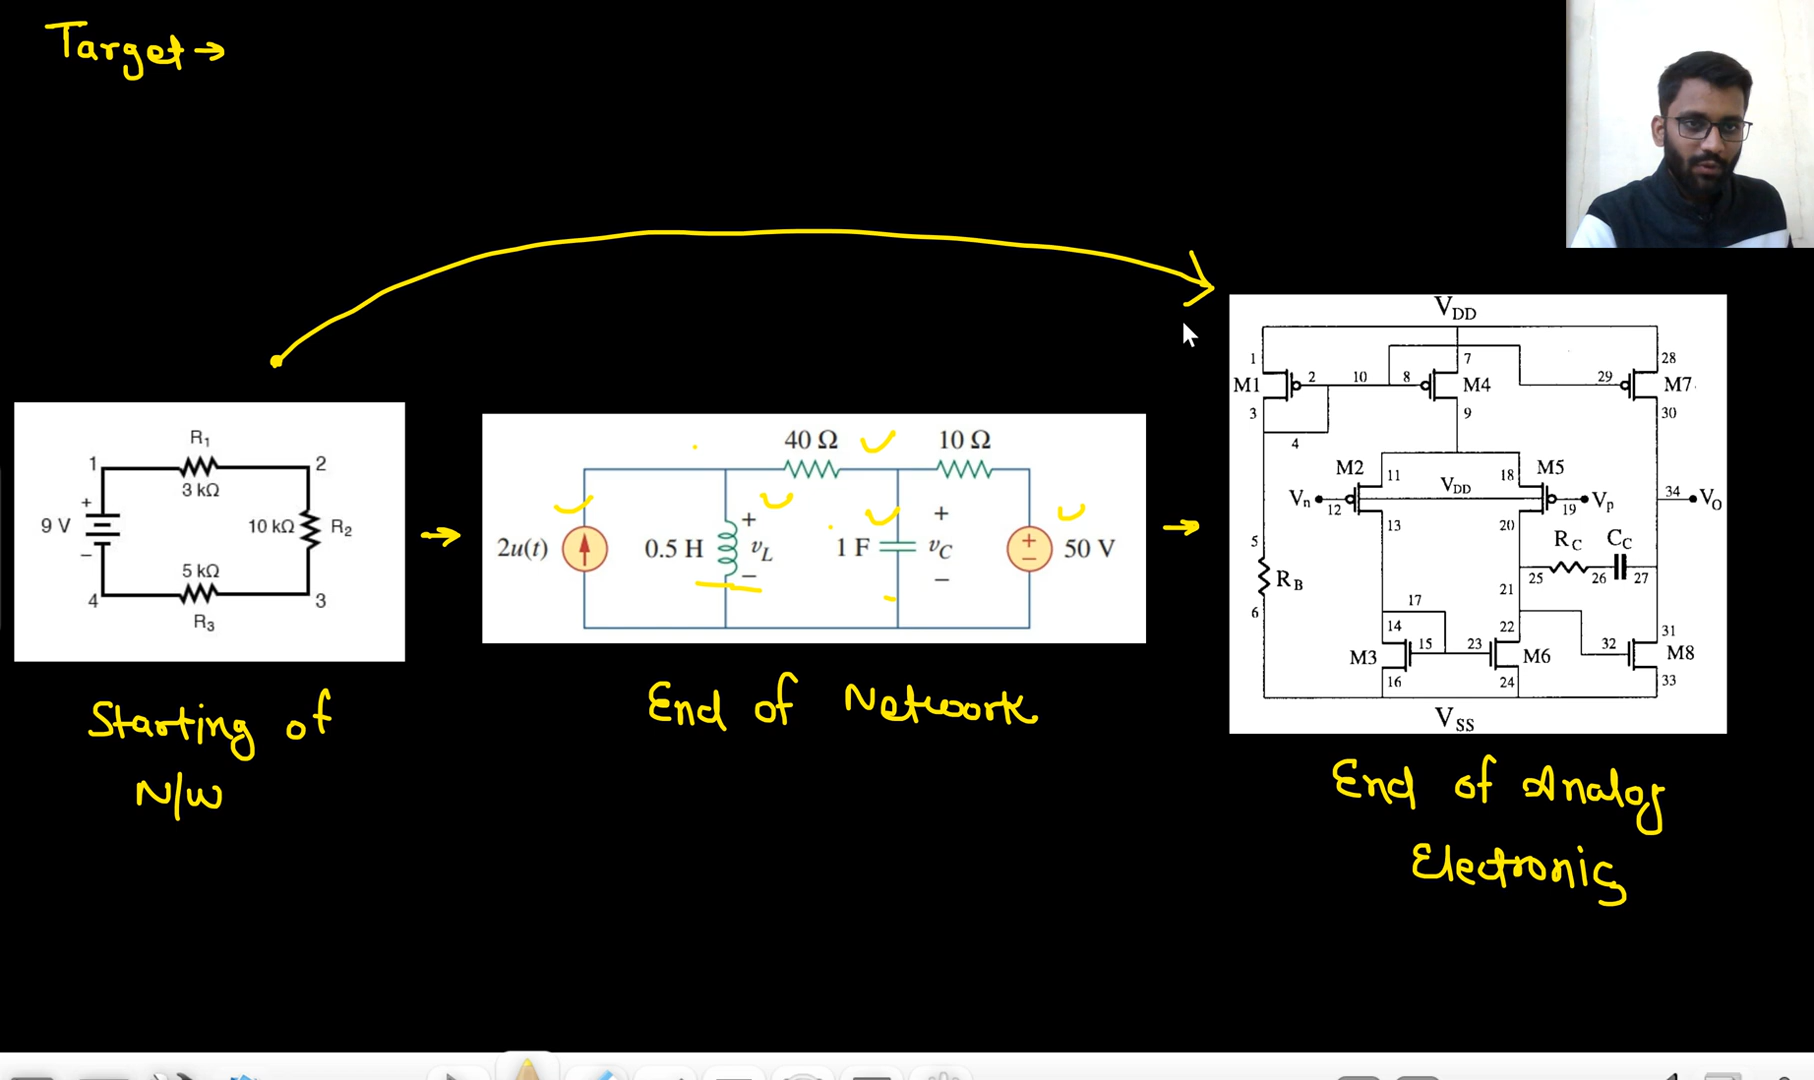 Target →
Starting of
N/W
R1
3 kΩ
1
2
+
9 V
10 kΩ
R2
−
5 kΩ
4
3
R3
End of Network
40 Ω
10 Ω
2u(t)
0.5 H
+
vL
−
1 F
+
vC
−
+
−
50 V
End of Analog
Electronics
VDD
1
7
28
M1
2
10
8
M4
29
M7
3
9
30
4
M2
11
18
M5
VDD
34
VO
Vn
12
19
Vp
13
20
5
RC
CC
RB
25
26
27
6
17
21
14
22
31
15
23
32
M3
M6
M8
16
24
33
VSS